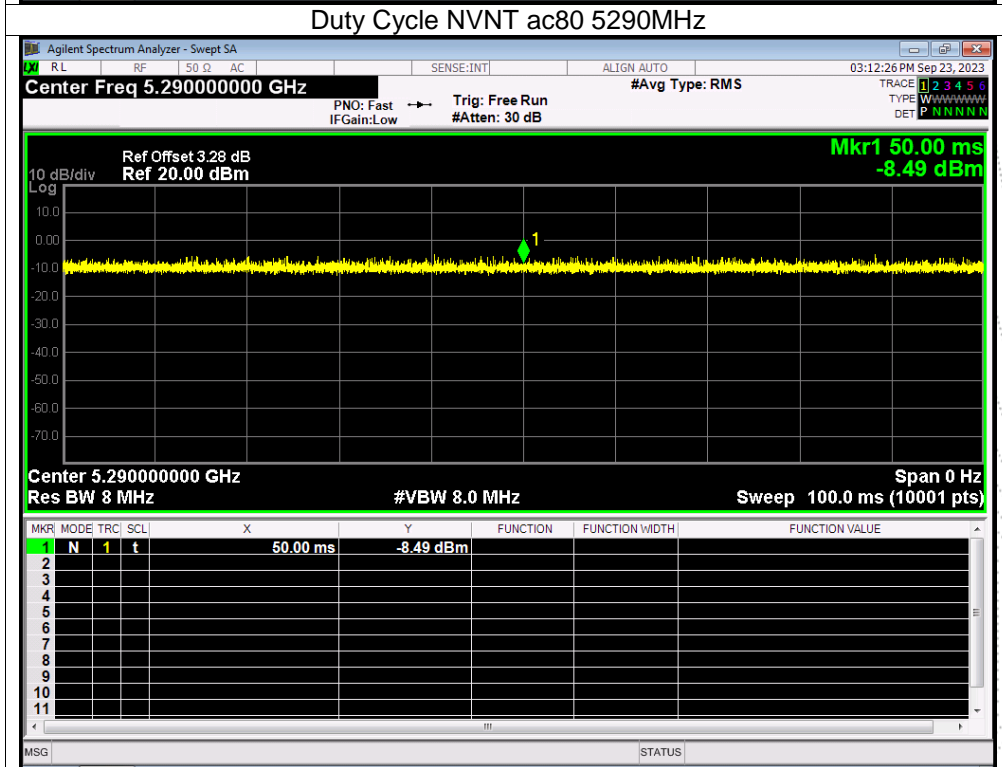 Duty Cycle NVNT ac80 5290MHz
Agilent Spectrum Analyzer - Swept SA
LXI RL RF 50 Ω AC SENSE:INT ALIGN AUTO 03:12:26 PM Sep 23, 2023
Center Freq 5.290000000 GHz #Avg Type: RMS TRACE 1 2 3 4 5 6
PNO: Fast Trig: Free Run TYPE WWWWWW
IFGain:Low #Atten: 30 dB DET P N N N N N
Mkr1 50.00 ms
-8.49 dBm
Ref Offset 3.28 dB
10 dB/div Ref 20.00 dBm
Log
10.0
0.00
1
-10.0
-20.0
-30.0
-40.0
-50.0
-60.0
-70.0
Center 5.290000000 GHz Span 0 Hz
Res BW 8 MHz #VBW 8.0 MHz Sweep 100.0 ms (10001 pts)
MKR MODE TRC SCL X Y FUNCTION FUNCTION WIDTH FUNCTION VALUE
1 N 1 t 50.00 ms -8.49 dBm
2
3
4
5
6
7
8
9
10
11
MSG STATUS